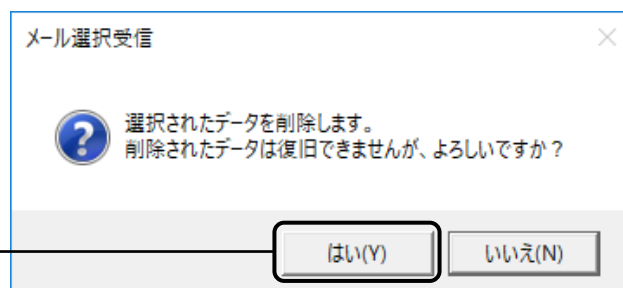 メール選択受信
選択されたデータを削除します。
削除されたデータは復旧できませんが、よろしいですか？
はい(Y)
いいえ(N)